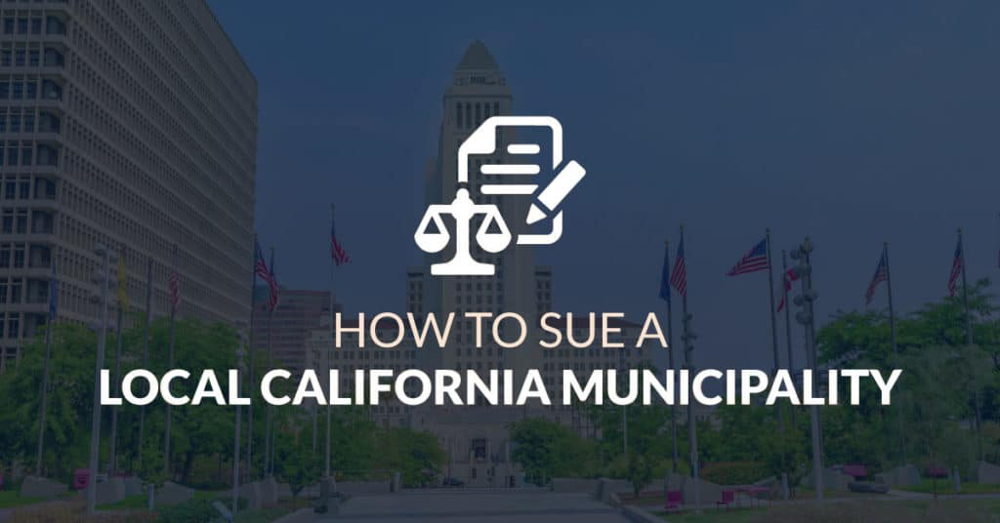 HOW TO SUE A
LOCAL CALIFORNIA MUNICIPALITY